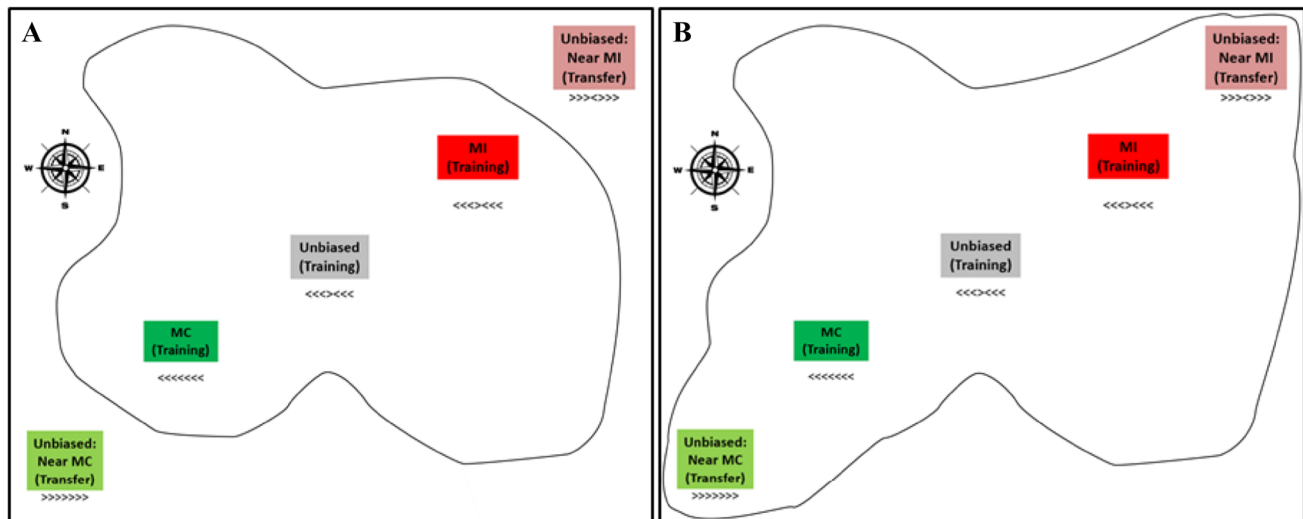 A
Unbiased:
Near MI
(Transfer)
>>><>>>
MI
(Training)
<<<><<<
N
W E
S
Unbiased
(Training)
<<<><<<
MC
(Training)
<<<<<<<
Unbiased:
Near MC
(Transfer)
>>>>>>>
B
Unbiased:
Near MI
(Transfer)
>>><>>>
MI
(Training)
<<<><<<
N
W E
S
Unbiased
(Training)
<<<><<<
MC
(Training)
<<<<<<<
Unbiased:
Near MC
(Transfer)
>>>>>>>